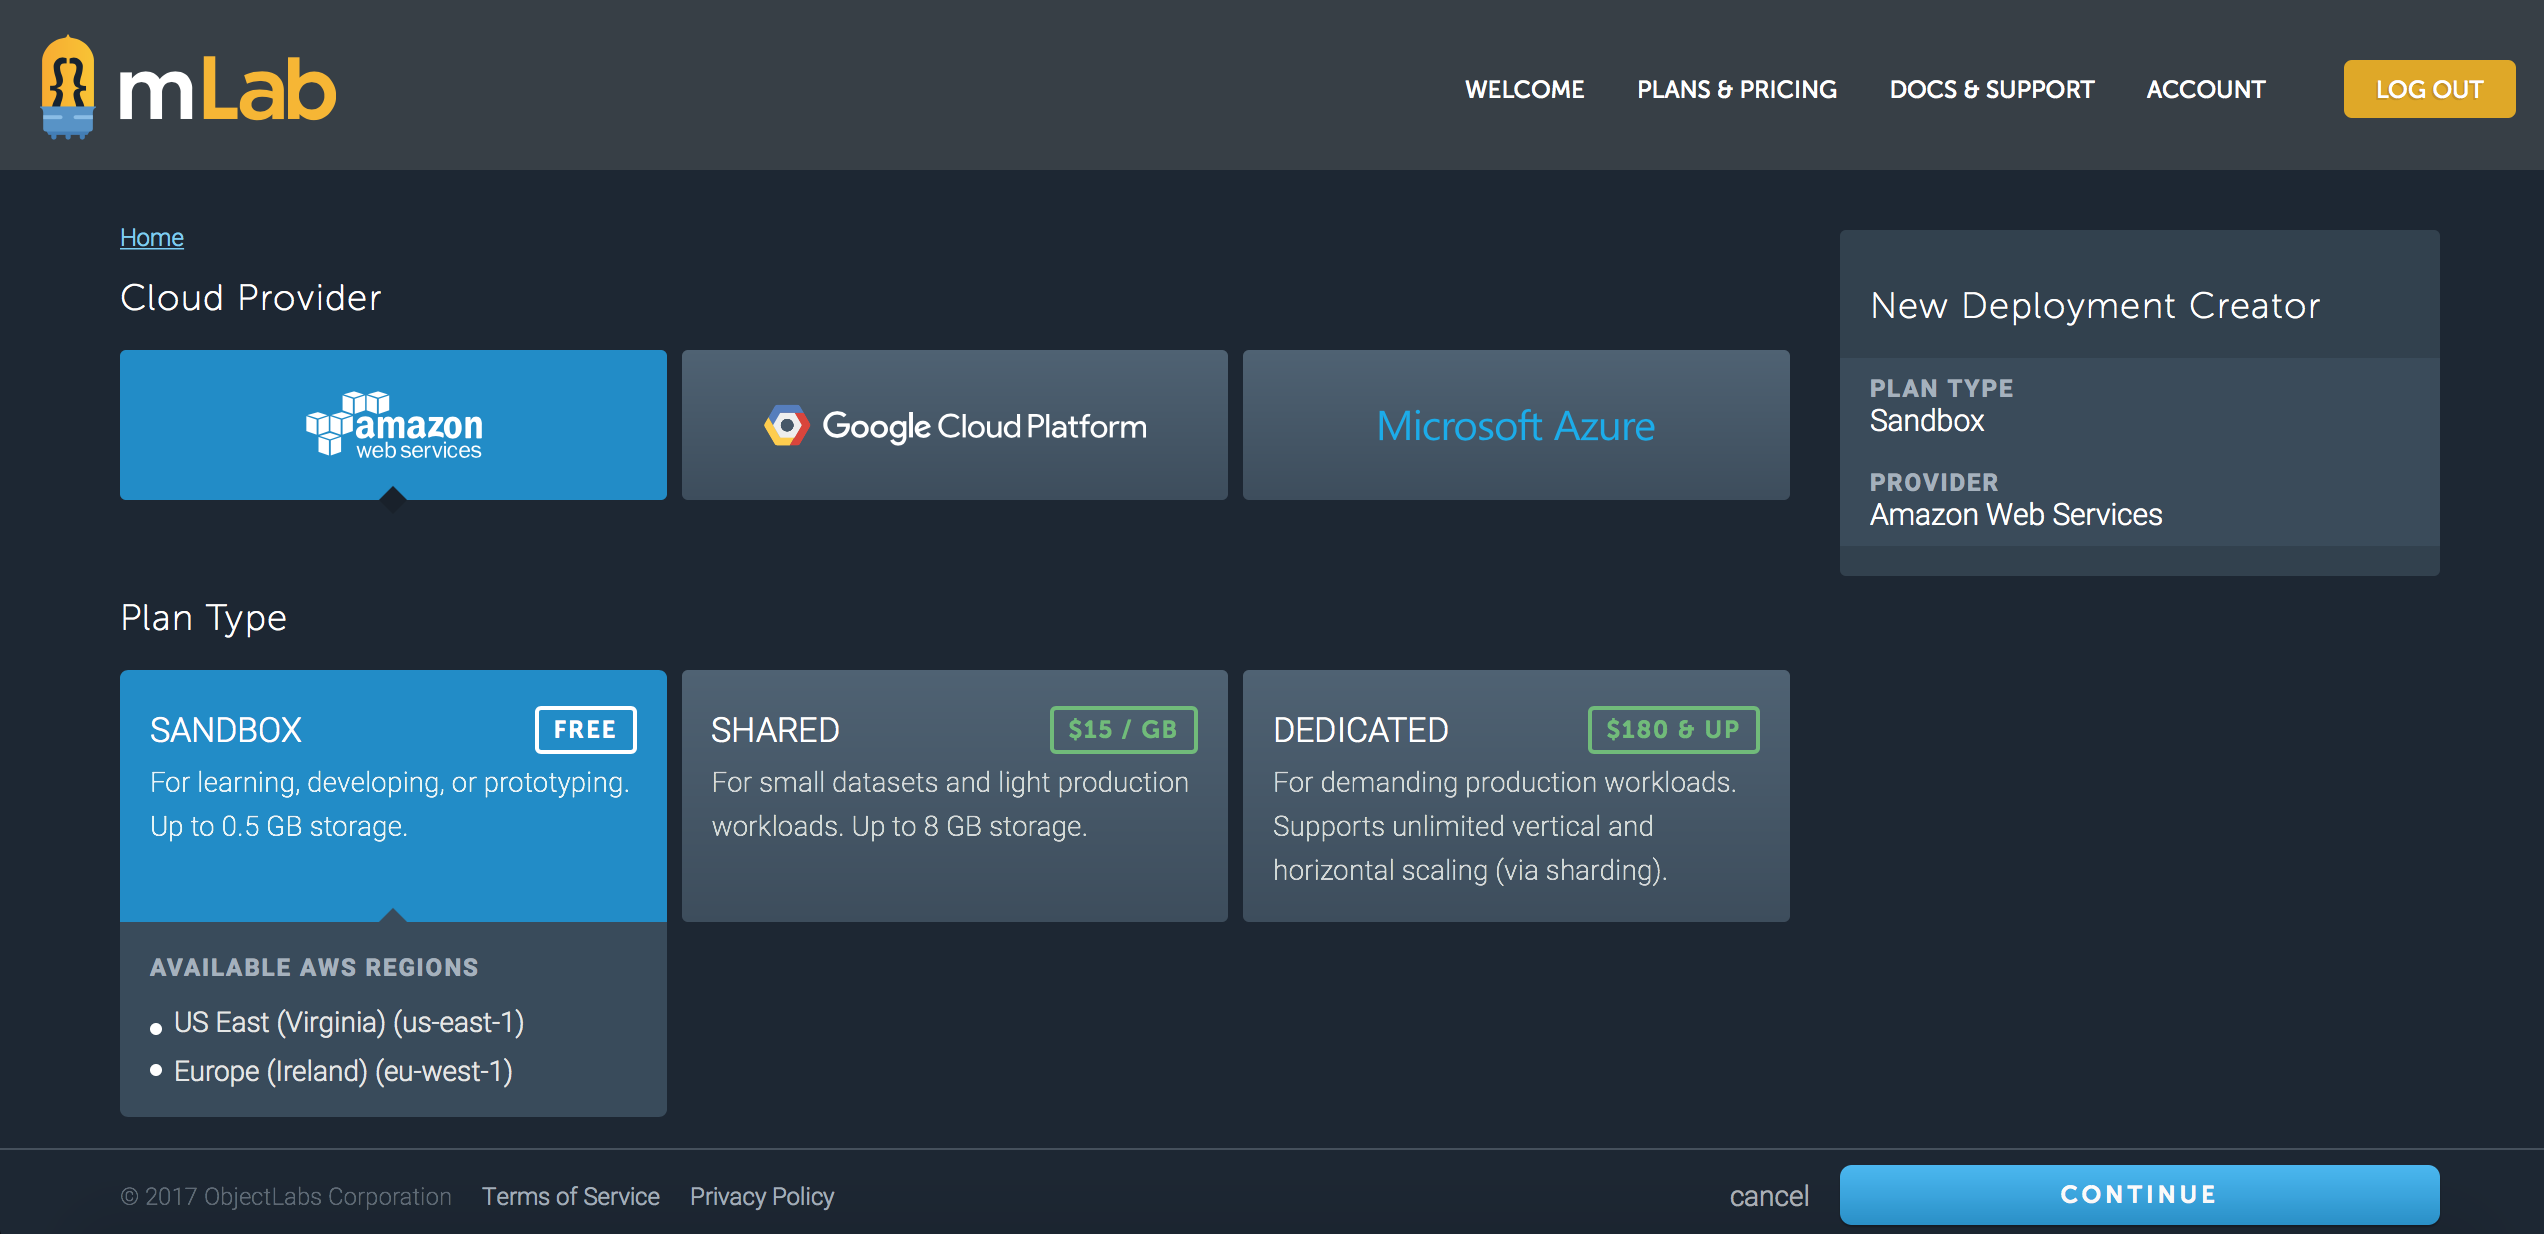 mLab
WELCOME PLANS & PRICING DOCS & SUPPORT ACCOUNT LOG OUT
Home
Cloud Provider
amazon
web services
Google Cloud Platform
Microsoft Azure
New Deployment Creator
PLAN TYPE
Sandbox
PROVIDER
Amazon Web Services
Plan Type
SANDBOX FREE
For learning, developing, or prototyping.
Up to 0.5 GB storage.
SHARED $15 / GB
For small datasets and light production
workloads. Up to 8 GB storage.
DEDICATED $180 & UP
For demanding production workloads.
Supports unlimited vertical and
horizontal scaling (via sharding).
AVAILABLE AWS REGIONS
US East (Virginia) (us-east-1)
Europe (Ireland) (eu-west-1)
© 2017 ObjectLabs Corporation Terms of Service Privacy Policy cancel CONTINUE